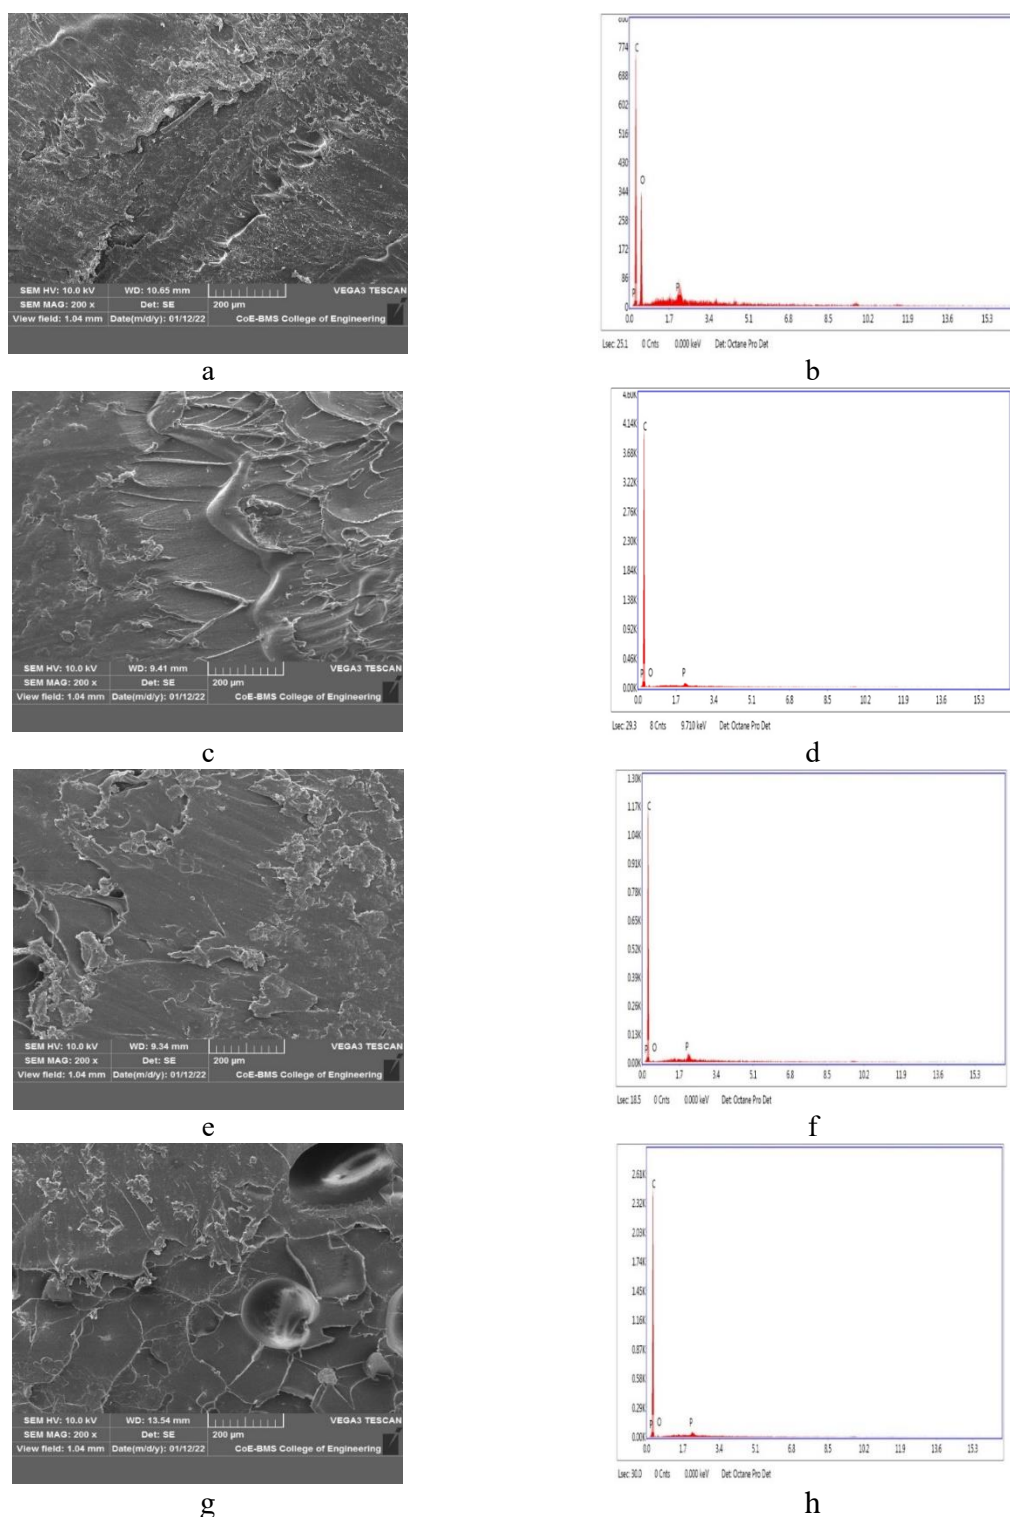 800
774
C
688
602
516
430
O
344
258
172
86
P
P
0
0.0 1.7 3.4 5.1 6.8 8.5 10.2 11.9 13.6 15.3
Lsec: 25.1 0 Cnts 0.000 keV Det: Octane Pro Det
SEM HV: 10.0 kV WD: 10.65 mm VEGA3 TESCAN
SEM MAG: 200 x Det: SE 200 µm
View field: 1.04 mm Date(m/d/y): 01/12/22 CoE-BMS College of Engineering
a
b
4.60K
4.14K
C
3.68K
3.22K
2.76K
2.30K
1.84K
1.38K
0.92K
0.46K
P O P
0.00K
0.0 1.7 3.4 5.1 6.8 8.5 10.2 11.9 13.6 15.3
Lsec: 29.3 8 Cnts 9.710 keV Det: Octane Pro Det
SEM HV: 10.0 kV WD: 9.41 mm VEGA3 TESCAN
SEM MAG: 200 x Det: SE 200 µm
View field: 1.04 mm Date(m/d/y): 01/12/22 CoE-BMS College of Engineering
c
d
1.30K
1.17K
C
1.04K
0.91K
0.78K
0.65K
0.52K
0.39K
0.26K
0.13K
P O P
0.00K
0.0 1.7 3.4 5.1 6.8 8.5 10.2 11.9 13.6 15.3
Lsec: 18.5 0 Cnts 0.000 keV Det: Octane Pro Det
SEM HV: 10.0 kV WD: 9.34 mm VEGA3 TESCAN
SEM MAG: 200 x Det: SE 200 µm
View field: 1.04 mm Date(m/d/y): 01/12/22 CoE-BMS College of Engineering
e
f
2.61K
C
2.32K
2.03K
1.74K
1.45K
1.16K
0.87K
0.58K
0.29K
P O P
0.00K
0.0 1.7 3.4 5.1 6.8 8.5 10.2 11.9 13.6 15.3
Lsec: 30.0 0 Cnts 0.000 keV Det: Octane Pro Det
SEM HV: 10.0 kV WD: 13.54 mm VEGA3 TESCAN
SEM MAG: 200 x Det: SE 200 µm
View field: 1.04 mm Date(m/d/y): 01/12/22 CoE-BMS College of Engineering
g
h